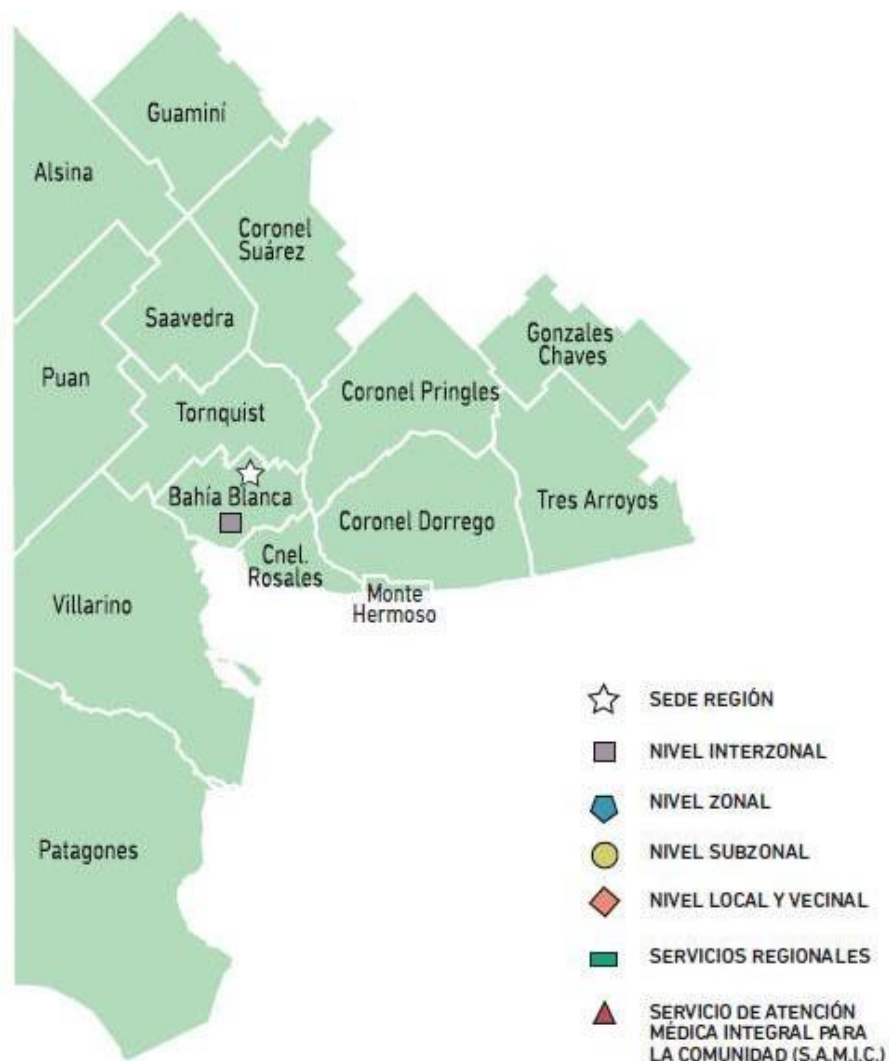 Guaminí
Alsina
Coronel
Suárez
Saavedra
Gonzales
Chaves
Puan
Coronel Pringles
Tornquist
Bahía Blanca
Tres Arroyos
Coronel Dorrego
Cnel.
Rosales
Monte
Hermoso
Villarino
Patagones
SEDE REGIÓN
NIVEL INTERZONAL
NIVEL ZONAL
NIVEL SUBZONAL
NIVEL LOCAL Y VECINAL
SERVICIOS REGIONALES
SERVICIO DE ATENCIÓN
MÉDICA INTEGRAL PARA
LA COMUNIDAD (S.A.M.I.C.)